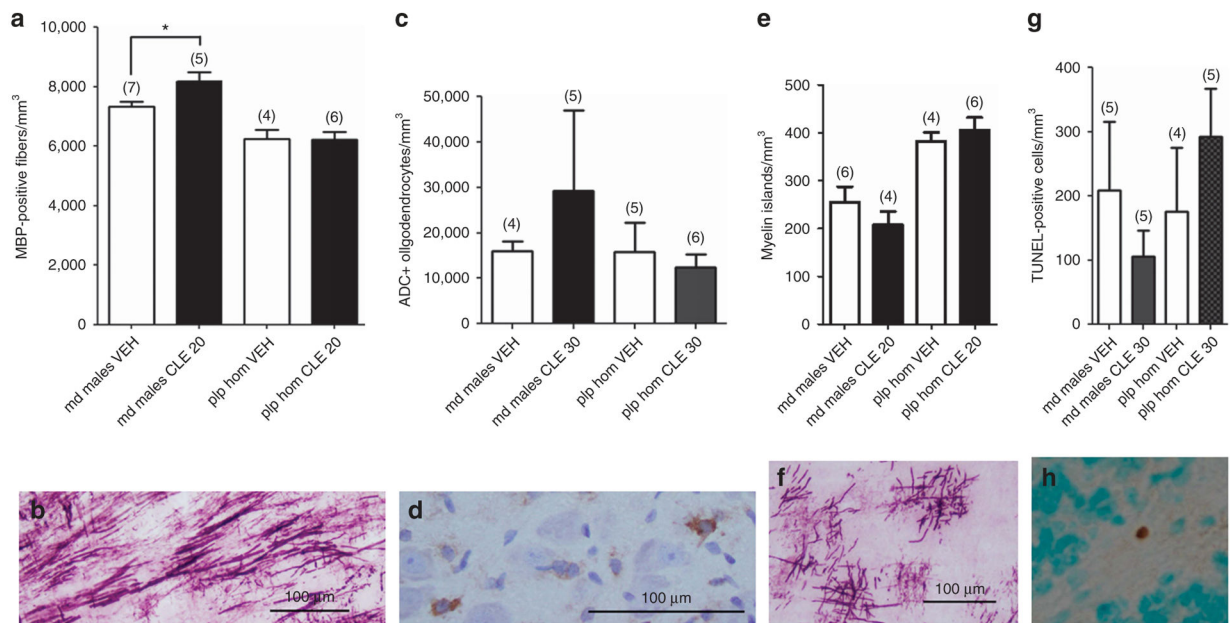 a
10,000
8,000
6,000
4,000
2,000
0
MBP-positive fibers/mm³
*
(7)
(5)
(4)
(6)
md males VEH
md males CLE 20
plp hom VEH
plp hom CLE 20
c
50,000
40,000
30,000
20,000
10,000
0
ADC+ oligodendrocytes/mm³
(4)
(5)
(5)
(6)
md males VEH
md males CLE 30
plp hom VEH
plp hom CLE 30
e
500
400
300
200
100
0
Myelin islands/mm³
(6)
(4)
(4)
(6)
md males VEH
md males CLE 20
plp hom VEH
plp hom CLE 20
g
400
300
200
100
0
TUNEL-positive cells/mm³
(5)
(5)
(4)
(5)
md males VEH
md males CLE 30
plp hom VEH
plp hom CLE 30
b
100 μm
d
100 μm
f
100 μm
h